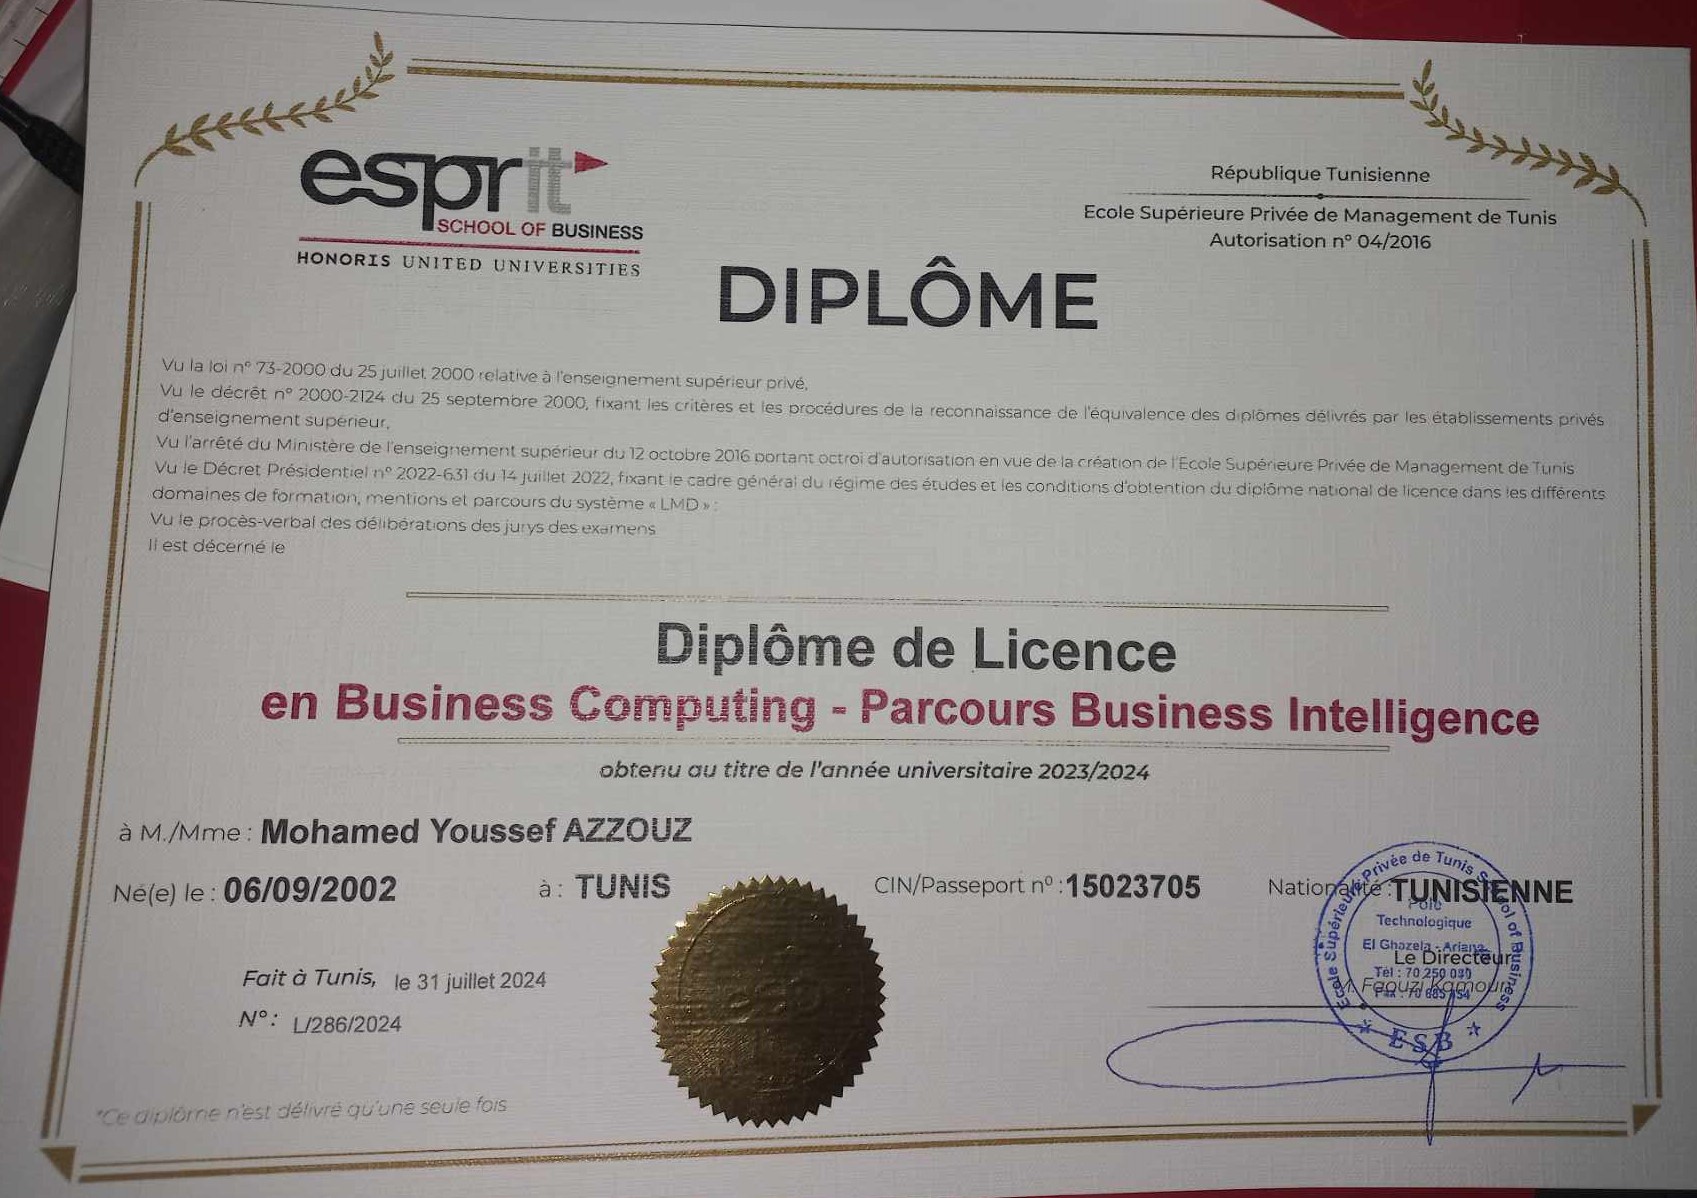 esprit
SCHOOL OF BUSINESS
HONORIS UNITED UNIVERSITIES
République Tunisienne
Ecole Supérieure Privée de Management de Tunis
Autorisation n° 04/2016
DIPLÔME
Vu la loi n° 73-2000 du 25 juillet 2000 relative à l'enseignement supérieur privé,
Vu le décrêt n° 2000-2124 du 25 septembre 2000, fixant les critères et les procédures de la reconnaissance de l'équivalence des diplômes délivrés par les établissements privés
d'enseignement supérieur,
Vu l'arrêté du Ministère de l'enseignement supérieur du 12 octobre 2016 portant octroi d'autorisation en vue de la création de l'Ecole Supérieure Privée de Management de Tunis
Vu le Décret Présidentiel n° 2022-631 du 14 juillet 2022, fixant le cadre général du régime des études et les conditions d'obtention du diplôme national de licence dans les différents
domaines de formation, mentions et parcours du système « LMD » :
Vu le procès-verbal des délibérations des jurys des examens
Il est décerné le
Diplôme de Licence
en Business Computing - Parcours Business Intelligence
obtenu au titre de l'année universitaire 2023/2024
à M./Mme : Mohamed Youssef AZZOUZ
Né(e) le : 06/09/2002 à : TUNIS CIN/Passeport n° : 15023705 Nationalité : TUNISIENNE
Ecole Supérieure Privée de Tunis School of Business
Pole
Technologique
El Ghazela - Ariana
Le Directeur
Tél : 70 250 030
M. Faouzi Kamoun
ESB
Fait à Tunis, le 31 juillet 2024
N° : L/286/2024
*Ce diplôme n'est délivré qu'une seule fois